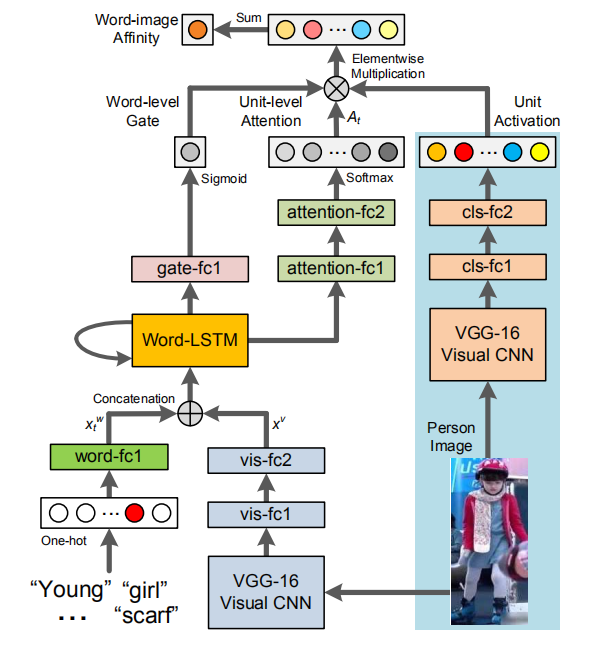 Word-image
Affinity
Sum
Elementwise
Multiplication
Word-level
Gate
Unit-level
Attention
A_t
Unit
Activation
Sigmoid
Softmax
attention-fc2
cls-fc2
gate-fc1
attention-fc1
cls-fc1
Word-LSTM
VGG-16
Visual CNN
Concatenation
x_t^w
x^v
Person
Image
word-fc1
vis-fc2
vis-fc1
One-hot
"Young" "girl"
... "scarf"
VGG-16
Visual CNN